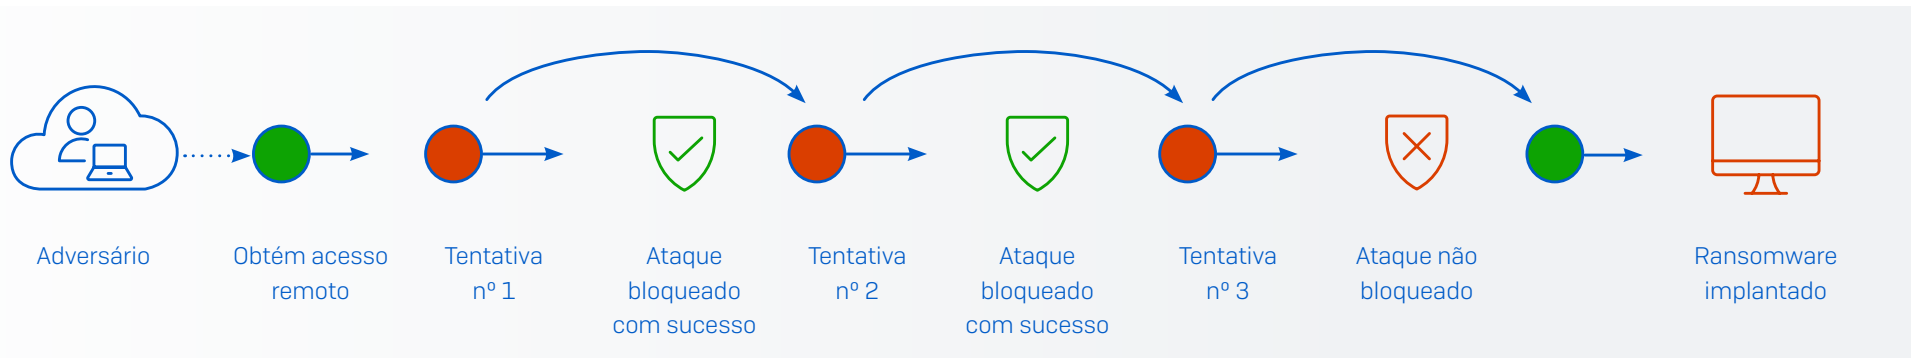 Adversário
Obtém acesso
remoto
Tentativa
nº 1
Ataque
bloqueado
com sucesso
Tentativa
nº 2
Ataque
bloqueado
com sucesso
Tentativa
nº 3
Ataque não
bloqueado
Ransomware
implantado